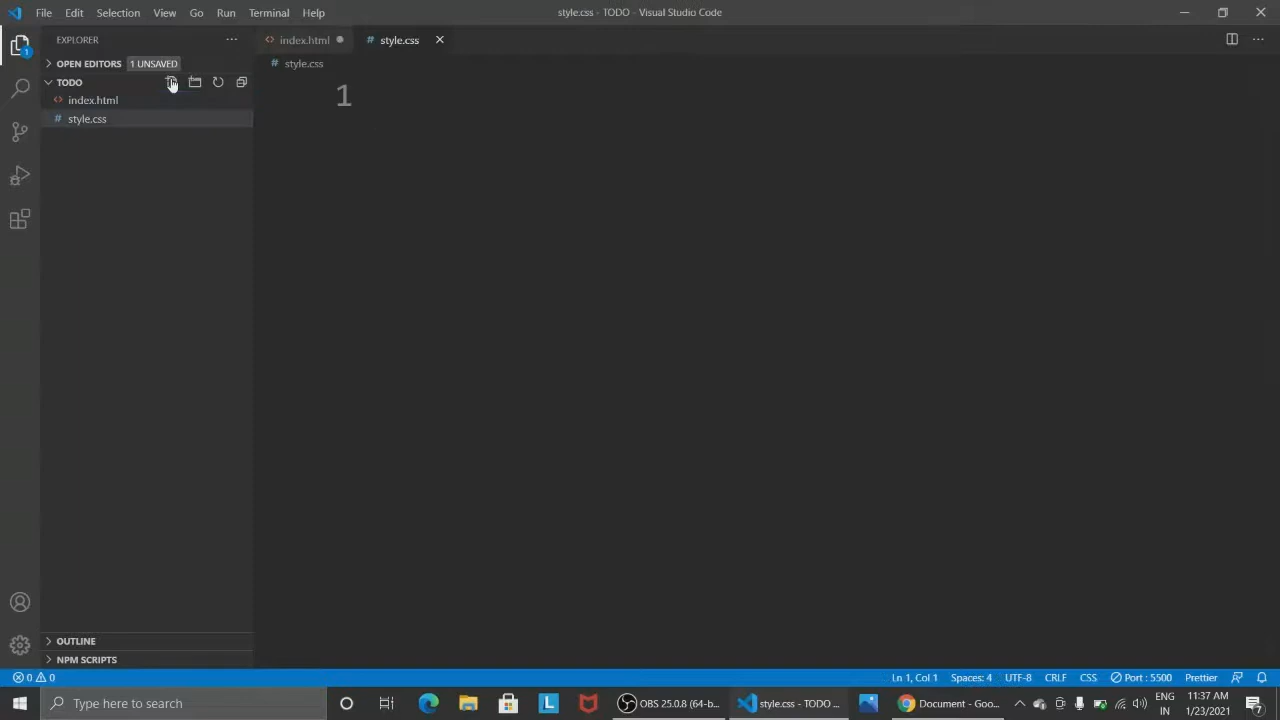 File Edit Selection View Go Run Terminal Help
style.css - TODO - Visual Studio Code
EXPLORER
index.html
style.css
OPEN EDITORS
1 UNSAVED
style.css
TODO
index.html
style.css
1
1
OUTLINE
NPM SCRIPTS
0 0
Ln 1, Col 1
Spaces: 4
UTF-8
CRLF
CSS
Port : 5500
Prettier
Type here to search
L
OBS 25.0.8 (64-b...
style.css - TODO ...
Document - Goo...
ENG
IN
11:37 AM
1/23/2021
7